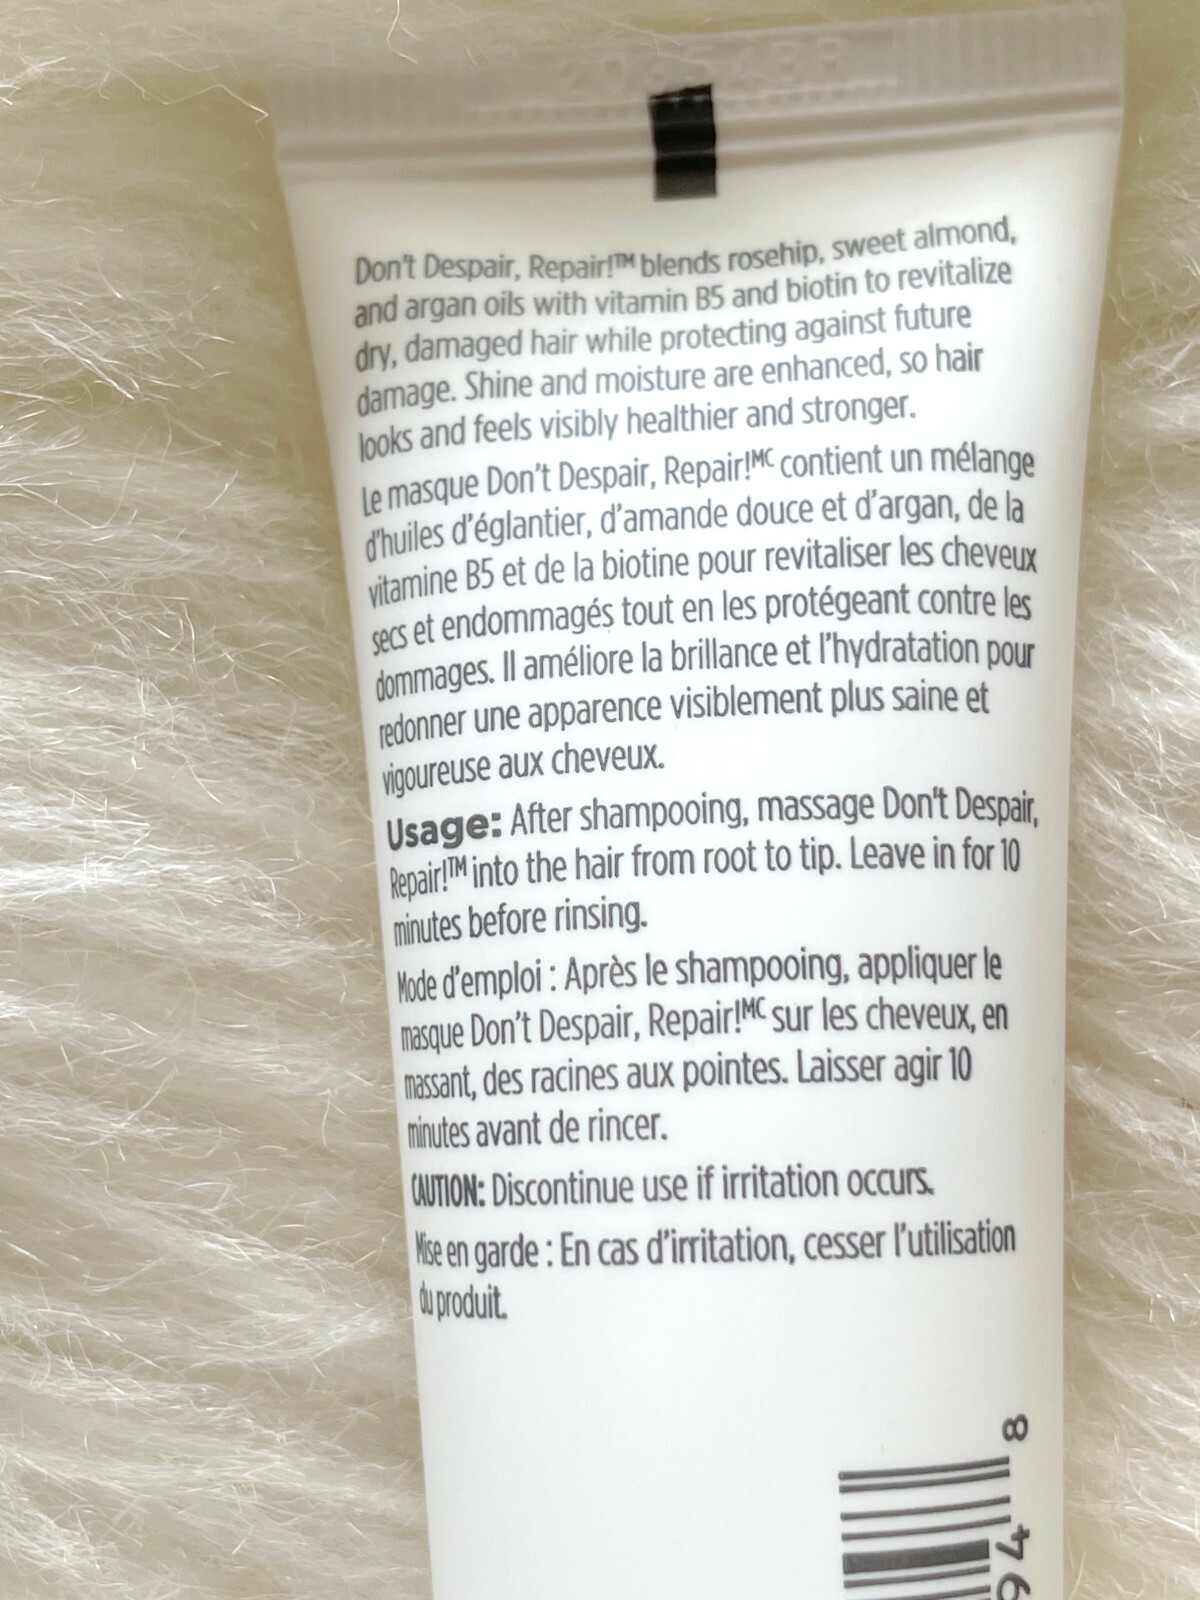 Don't Despair, Repair!™ blends rosehip, sweet almond,
and argan oils with vitamin B5 and biotin to revitalize
dry, damaged hair while protecting against future
damage. Shine and moisture are enhanced, so hair
looks and feels visibly healthier and stronger.
Le masque Don't Despair, Repair!ᴹᶜ contient un mélange
d'huiles d'églantier, d'amande douce et d'argan, de la
vitamine B5 et de la biotine pour revitaliser les cheveux
secs et endommagés tout en les protégeant contre les
dommages. Il améliore la brillance et l'hydratation pour
redonner une apparence visiblement plus saine et
vigoureuse aux cheveux.
Usage: After shampooing, massage Don't Despair,
Repair!™ into the hair from root to tip. Leave in for 10
minutes before rinsing.
Mode d'emploi : Après le shampooing, appliquer le
masque Don't Despair, Repair!ᴹᶜ sur les cheveux, en
massant, des racines aux pointes. Laisser agir 10
minutes avant de rincer.
CAUTION: Discontinue use if irritation occurs.
Mise en garde : En cas d'irritation, cesser l'utilisation
du produit.
8 46